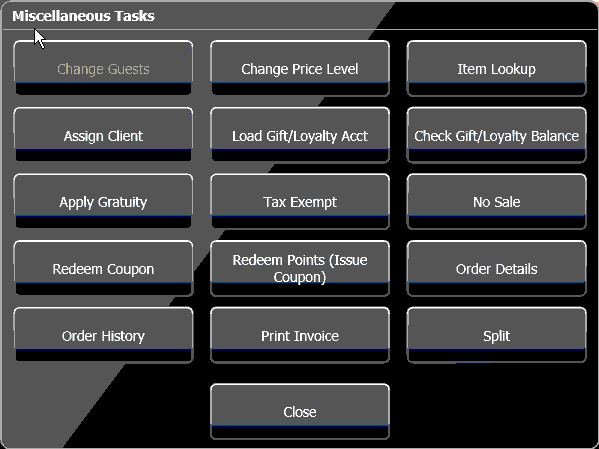 Miscellaneous Tasks
Change Guests
Change Price Level
Item Lookup
Assign Client
Load Gift/Loyalty Acct
Check Gift/Loyalty Balance
Apply Gratuity
Tax Exempt
No Sale
Redeem Coupon
Redeem Points (Issue
Coupon)
Order Details
Order History
Print Invoice
Split
Close